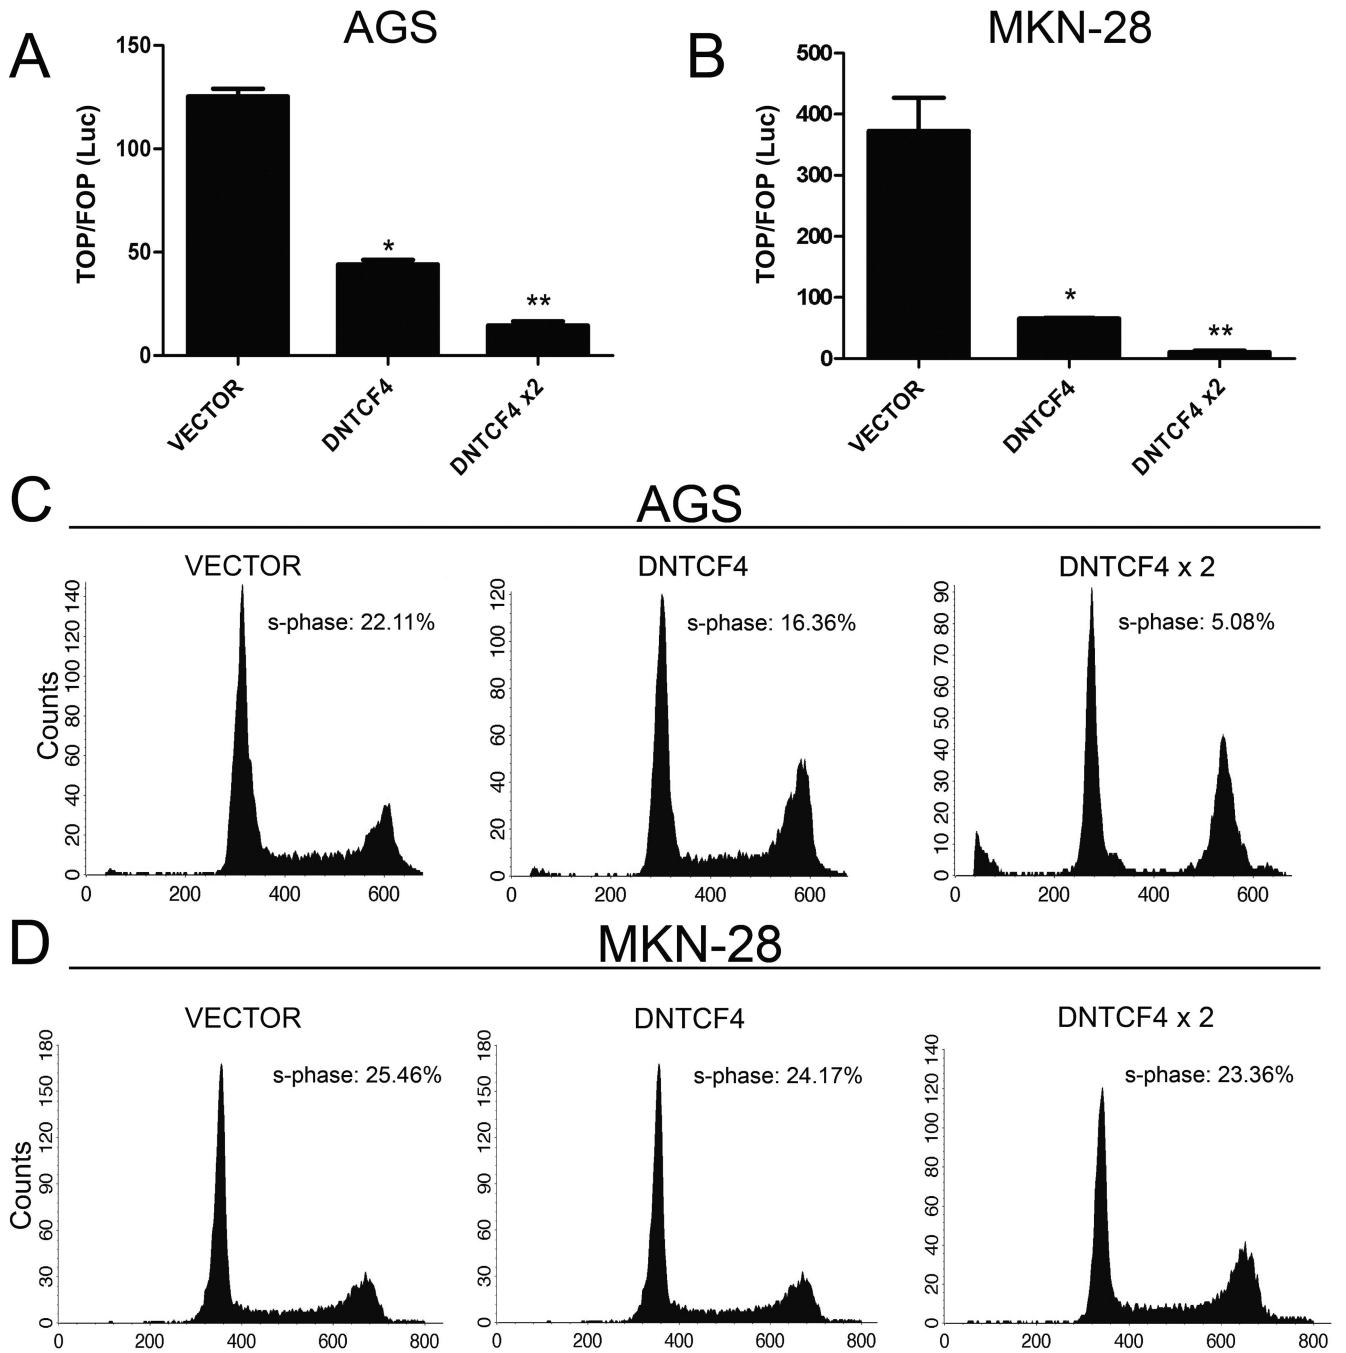 A
AGS
TOP/FOP (Luc)
150
100
50
0
*
**
VECTOR
DNTCF4
DNTCF4 x2
B
MKN-28
TOP/FOP (Luc)
500
400
300
200
100
0
*
**
VECTOR
DNTCF4
DNTCF4 x2
C
AGS
VECTOR
s-phase: 22.11%
Counts
0 20 40 60 80 100 120 140
0 200 400 600
DNTCF4
s-phase: 16.36%
0 20 40 60 80 100 120
0 200 400 600
DNTCF4 x 2
s-phase: 5.08%
0 10 20 30 40 50 60 70 80 90
0 200 400 600
D
MKN-28
VECTOR
s-phase: 25.46%
Counts
0 30 60 90 120 150 180
0 200 400 600 800
DNTCF4
s-phase: 24.17%
0 30 60 90 120 150 180
0 200 400 600 800
DNTCF4 x 2
s-phase: 23.36%
0 20 40 60 80 100 120 140
0 200 400 600 800